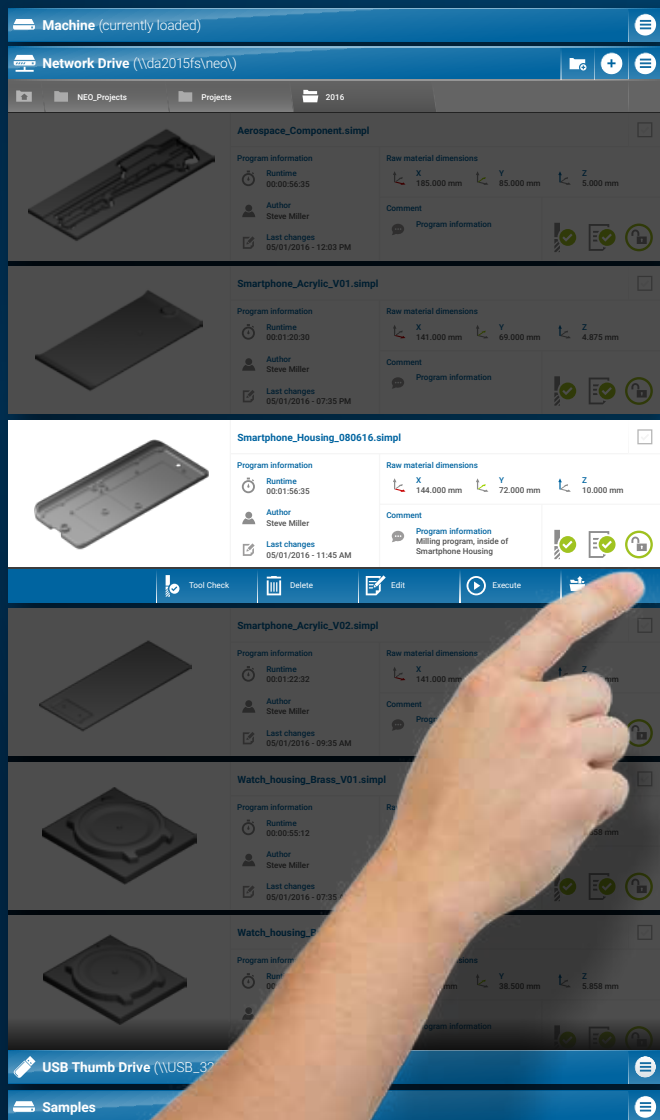 Machine (currently loaded)
Network Drive (\\da2015fs\neo\)
NEO_Projects
Projects
2016
Aerospace_Component.simpl
Program information
Runtime
00:00:56:35
Author
Steve Miller
Last changes
05/01/2016 - 12:03 PM
Raw material dimensions
X
185.000 mm
Y
85.000 mm
Z
5.000 mm
Comment
Program information
Smartphone_Acrylic_V01.simpl
Program information
Runtime
00:01:20:30
Author
Steve Miller
Last changes
05/01/2016 - 07:35 PM
Raw material dimensions
X
141.000 mm
Y
69.000 mm
Z
4.875 mm
Comment
Program information
Smartphone_Housing_080616.simpl
Program information
Runtime
00:01:56:35
Author
Steve Miller
Last changes
05/01/2016 - 11:45 AM
Raw material dimensions
X
144.000 mm
Y
72.000 mm
Z
10.000 mm
Comment
Program information
Milling program, inside of
Smartphone Housing
Tool Check
Delete
Edit
Execute
Smartphone_Acrylic_V02.simpl
Program information
Runtime
00:01:22:32
Author
Steve Miller
Last changes
05/01/2016 - 09:35 AM
Raw material dimensions
X
141.000 mm
Y
Z
Comment
Watch_housing_Brass_V01.simpl
Program information
Runtime
00:00:55:12
Author
Steve Miller
Last changes
05/01/2016 - 07:35
mm
Watch_housing
Program
Y
38.500 mm
Z
5.858 mm
Program information
USB Thumb Drive (\\USB_32
Samples